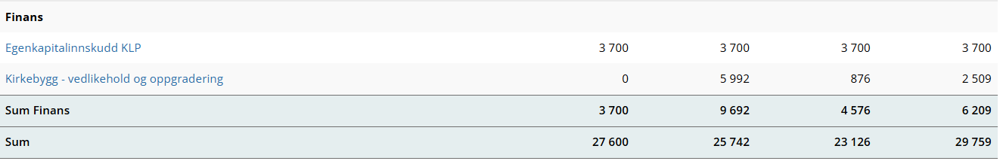 Finans
Egenkapitalinnskudd KLP 3 700 3 700 3 700 3 700
Kirkebygg - vedlikehold og oppgradering 0 5 992 876 2 509
Sum Finans 3 700 9 692 4 576 6 209
Sum 27 600 25 742 23 126 29 759